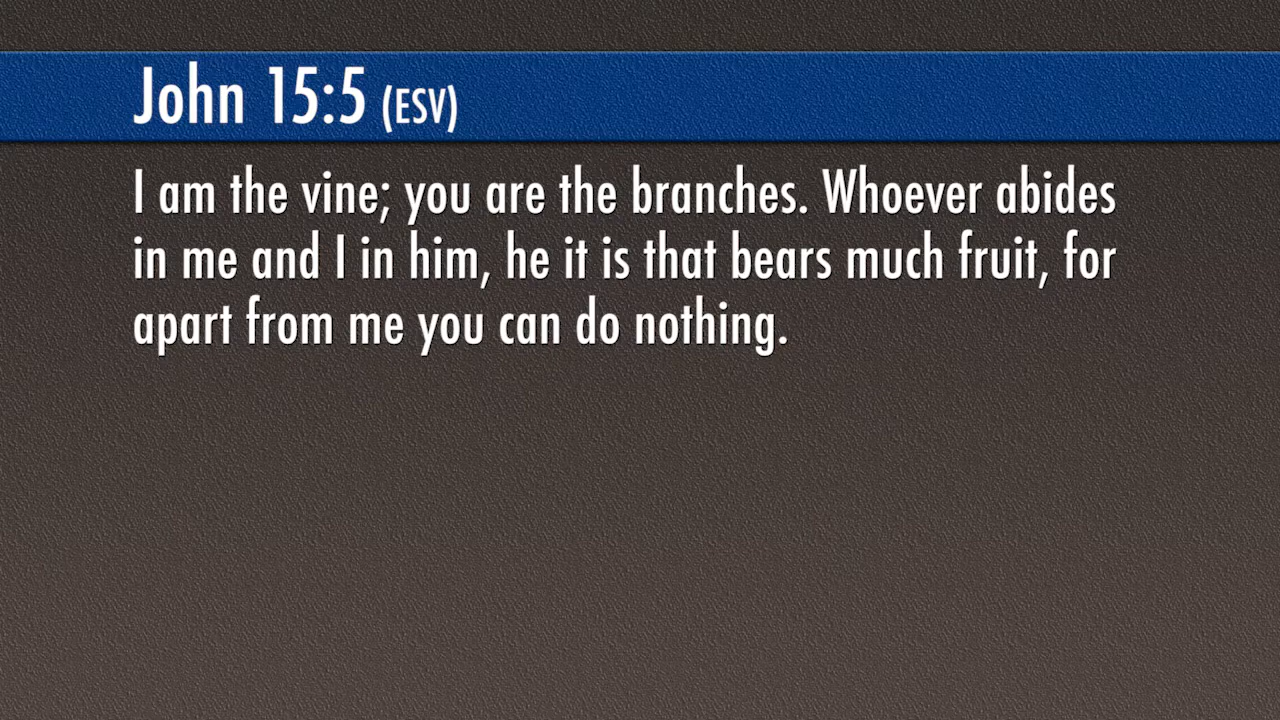 John 15:5 (ESV)
I am the vine; you are the branches. Whoever abides
in me and I in him, he it is that bears much fruit, for
apart from me you can do nothing.